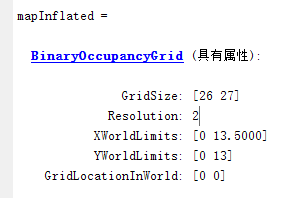 mapInflated =
BinaryOccupancyGrid (具有属性):
GridSize: [26 27]
Resolution: 2
XWorldLimits: [0 13.5000]
YWorldLimits: [0 13]
GridLocationInWorld: [0 0]